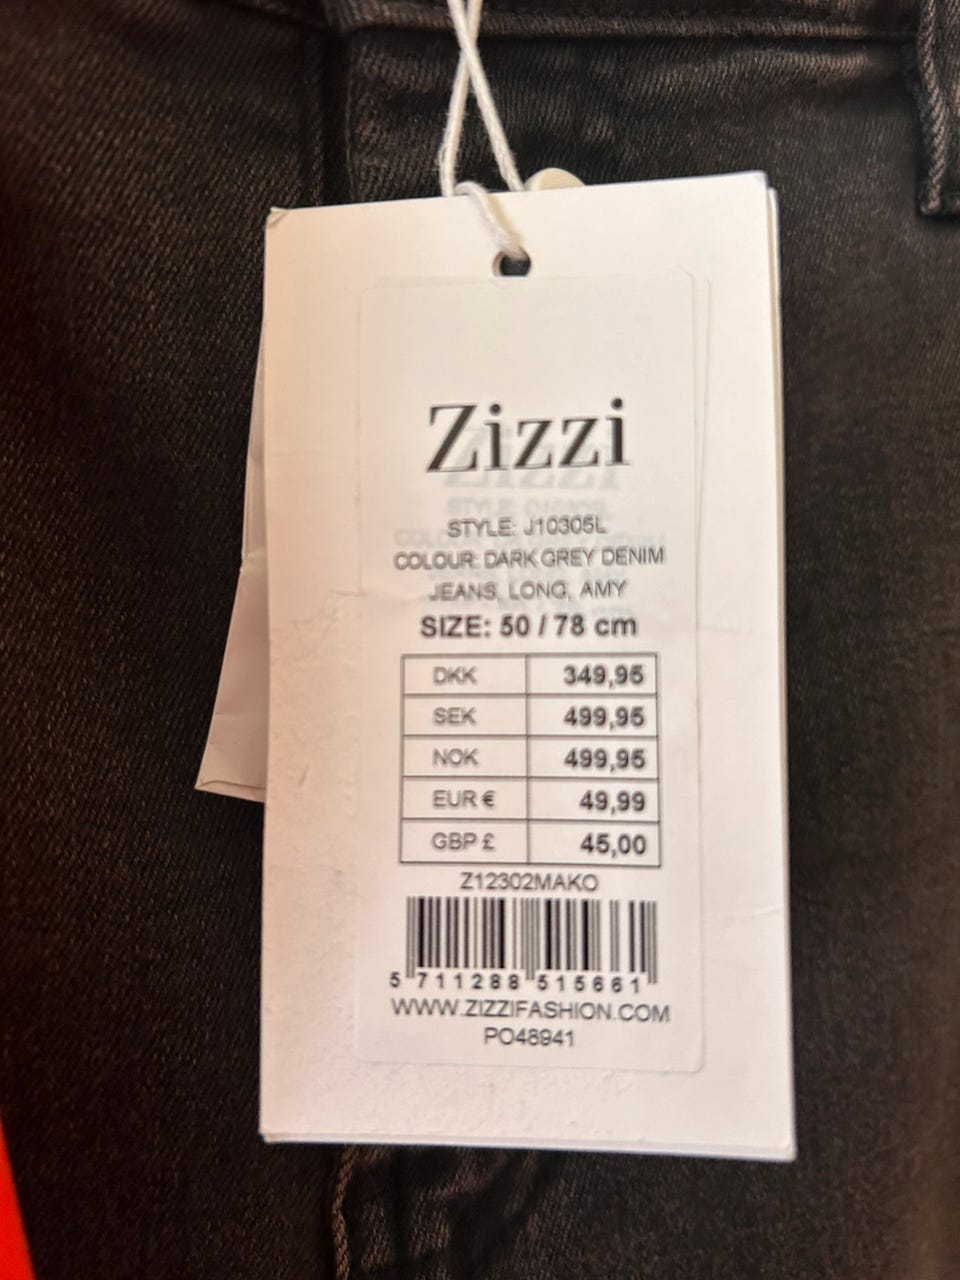 Zizzi
STYLE: J10305L
COLOUR: DARK GREY DENIM
JEANS, LONG, AMY
SIZE: 50 / 78 cm
DKK 349,95
SEK 499,95
NOK 499,95
EUR € 49,99
GBP £ 45,00
Z12302MAKO
5 711288 515661
WWW.ZIZZIFASHION.COM
PO48941